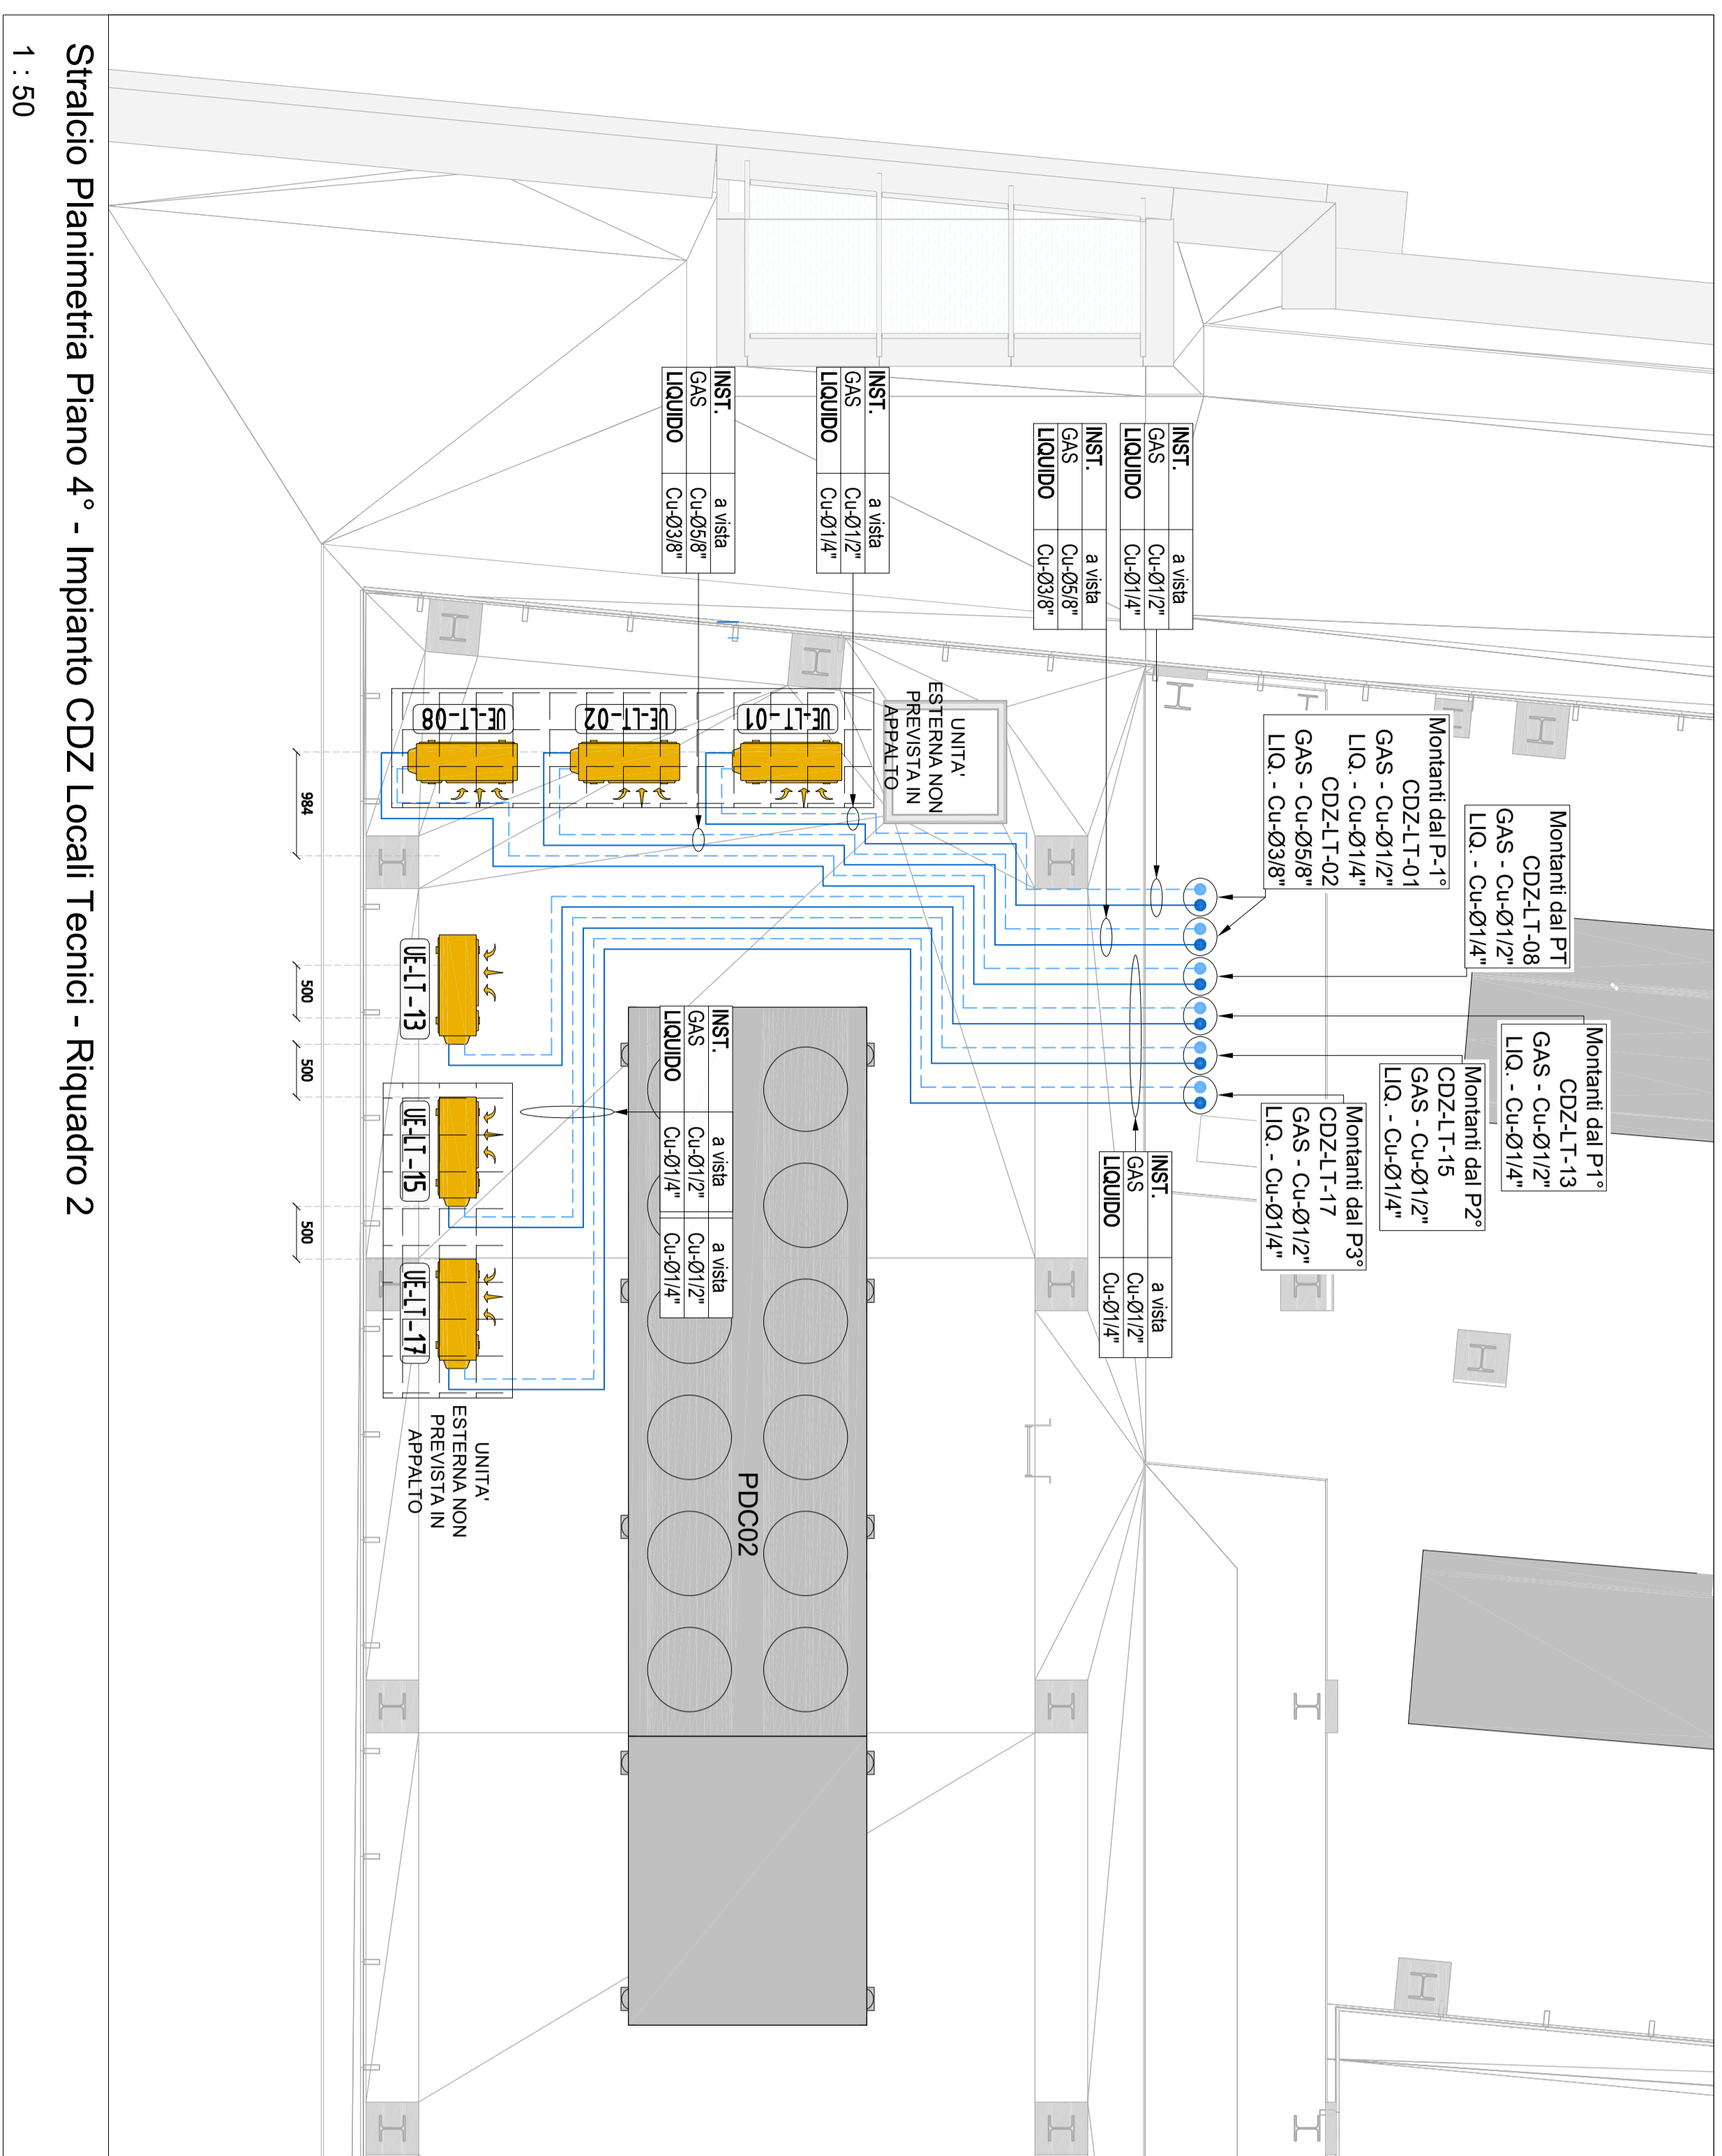 Montanti dal PT
CDZ-LT-08
GAS - Cu-Ø1/2"
LIQ. - Cu-Ø1/4"
Montanti dal P1°
CDZ-LT-13
GAS - Cu-Ø1/2"
LIQ. - Cu-Ø1/4"
Montanti dal P-1°
CDZ-LT-01
GAS - Cu-Ø1/2"
LIQ. - Cu-Ø1/4"
CDZ-LT-02
GAS - Cu-Ø5/8"
LIQ. - Cu-Ø3/8"
Montanti dal P2°
CDZ-LT-15
GAS - Cu-Ø1/2"
LIQ. - Cu-Ø1/4"
Montanti dal P3°
CDZ-LT-17
GAS - Cu-Ø1/2"
LIQ. - Cu-Ø1/4"
INST. a vista
GAS Cu-Ø1/2"
LIQUIDO Cu-Ø1/4"
INST. a vista
GAS Cu-Ø1/2"
LIQUIDO Cu-Ø1/4"
INST. a vista
GAS Cu-Ø5/8"
LIQUIDO Cu-Ø3/8"
UNITA'
ESTERNA NON
PREVISTA IN
APPALTO
INST. a vista
GAS Cu-Ø1/2"
LIQUIDO Cu-Ø1/4"
UE-LT-01
PDC02
INST. a vista a vista
GAS Cu-Ø1/2" Cu-Ø1/2"
LIQUIDO Cu-Ø1/4" Cu-Ø1/4"
INST. a vista
GAS Cu-Ø5/8"
LIQUIDO Cu-Ø3/8"
UE-LT-02
UE-LT-08
UNITA'
ESTERNA NON
PREVISTA IN
APPALTO
UE-LT-13
UE-LT-15
UE-LT-17
984
500
500
500
Stralcio Planimetria Piano 4° - Impianto CDZ Locali Tecnici - Riquadro 2
1 : 50